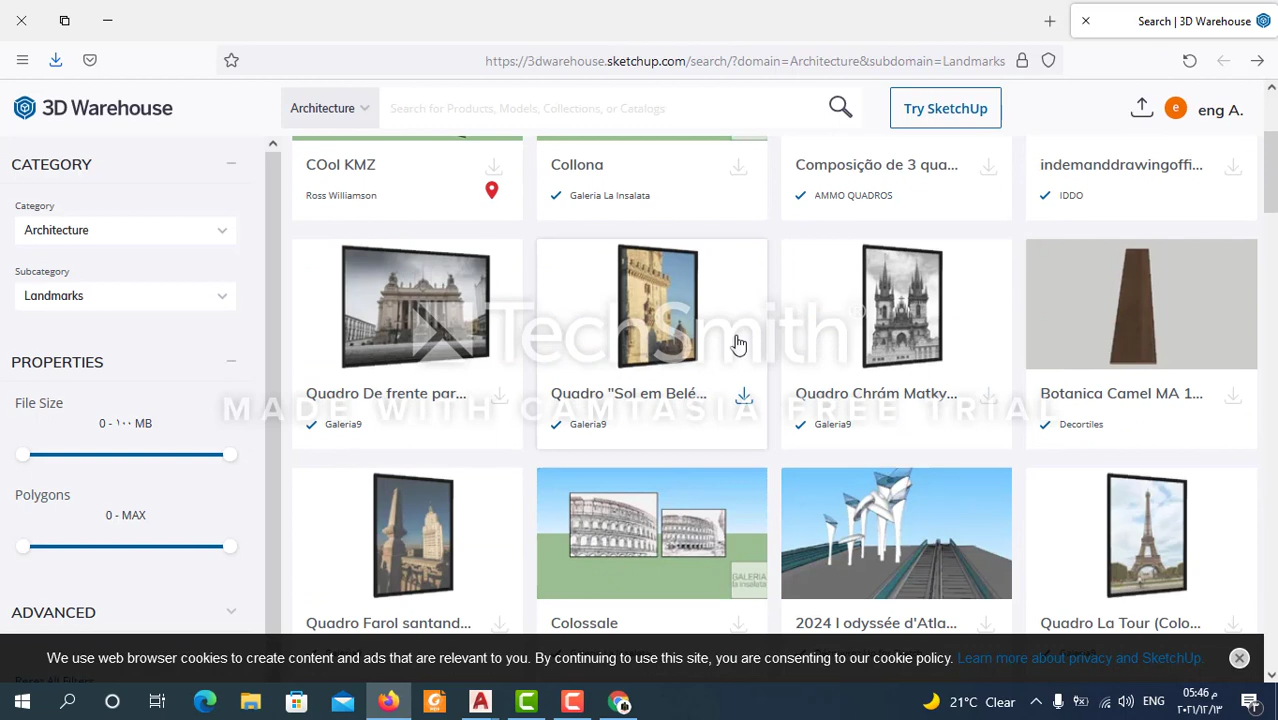 Search | 3D Warehouse
https://3dwarehouse.sketchup.com/search/?domain=Architecture&subdomain=Landmarks
3D Warehouse
Architecture
Search for Products, Models, Collections, or Catalogs
Try SketchUp
e
eng A.
CATEGORY
Category
Architecture
Subcategory
Landmarks
PROPERTIES
File Size
0 - ١٠٠ MB
Polygons
0 - MAX
ADVANCED
COol KMZ
Ross Williamson
Collona
Galeria La Insalata
Composição de 3 qua...
AMMO QUADROS
indemanddrawingoffi...
IDDO
Quadro De frente par...
Galeria9
Quadro "Sol em Belé...
Galeria9
Quadro Chrám Matky...
Galeria9
Botanica Camel MA 1...
Decortiles
TechSmith®
MADE WITH CAMTASIA FREE TRIAL
GALERIA
la insalata
Quadro Farol santand...
Colossale
2024 I odyssée d'Atla...
Quadro La Tour (Colo...
We use web browser cookies to create content and ads that are relevant to you. By continuing to use this site, you are consenting to our cookie policy. Learn more about privacy and SketchUp.
21°C Clear
ENG
05:46 م
٢٠٢١/١٢/١٣